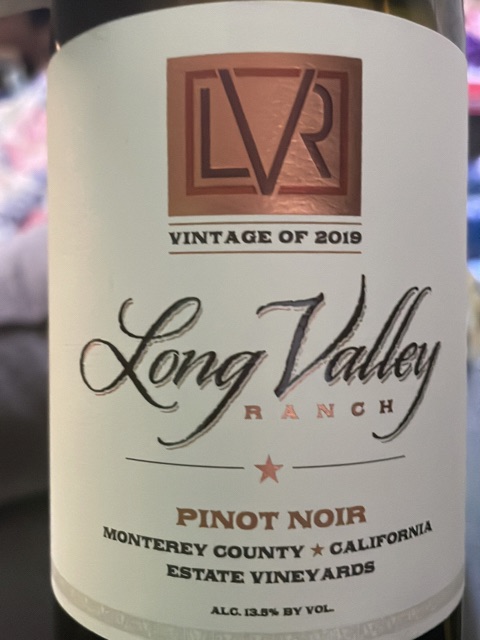 LVR
VINTAGE OF 2019
Long Valley
RANCH
PINOT NOIR
MONTEREY COUNTY ★ CALIFORNIA
ESTATE VINEYARDS
ALC. 13.5% BY VOL.